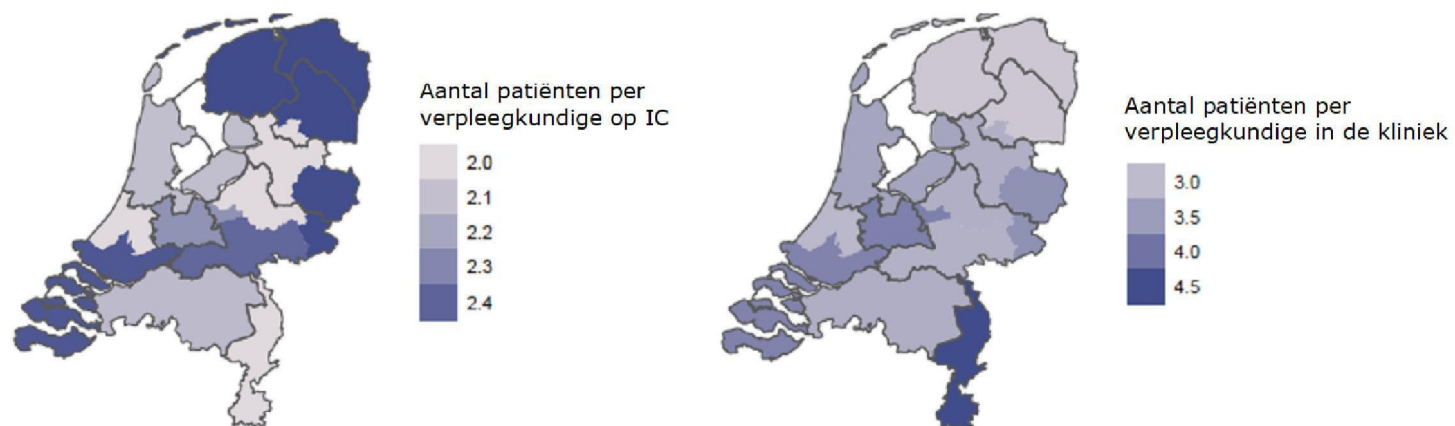 Aantal patiënten per
verpleegkundige op IC
2.0
2.1
2.2
2.3
2.4
Aantal patiënten per
verpleegkundige in de kliniek
3.0
3.5
4.0
4.5